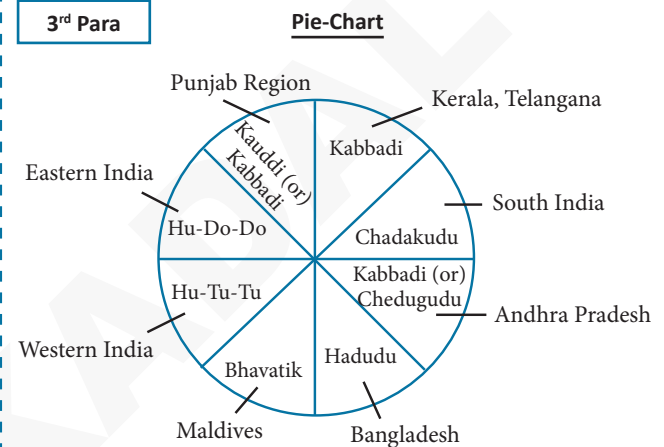 3rd Para
Pie-Chart
Punjab Region
Kauddi (or)
Kabbadi
Kerala, Telangana
Kabbadi
South India
Chadakudu
Andhra Pradesh
Kabbadi (or)
Chedugudu
Bangladesh
Hadudu
Maldives
Bhavatik
Western India
Hu-Tu-Tu
Eastern India
Hu-Do-Do